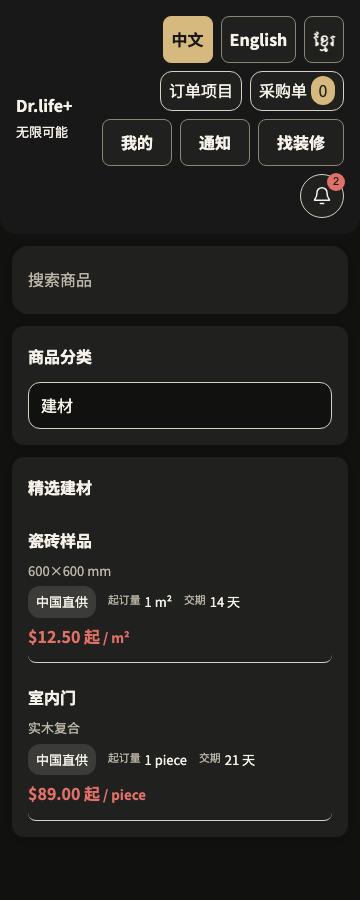 中文 English ខ្មែរ
订单项目 采购单 0
Dr.life+
无限可能
我的 通知 找装修
2
搜索商品
商品分类
建材
精选建材
瓷砖样品
600×600 mm
中国直供 起订量 1 m² 交期 14 天
$12.50 起 / m²
室内门
实木复合
中国直供 起订量 1 piece 交期 21 天
$89.00 起 / piece